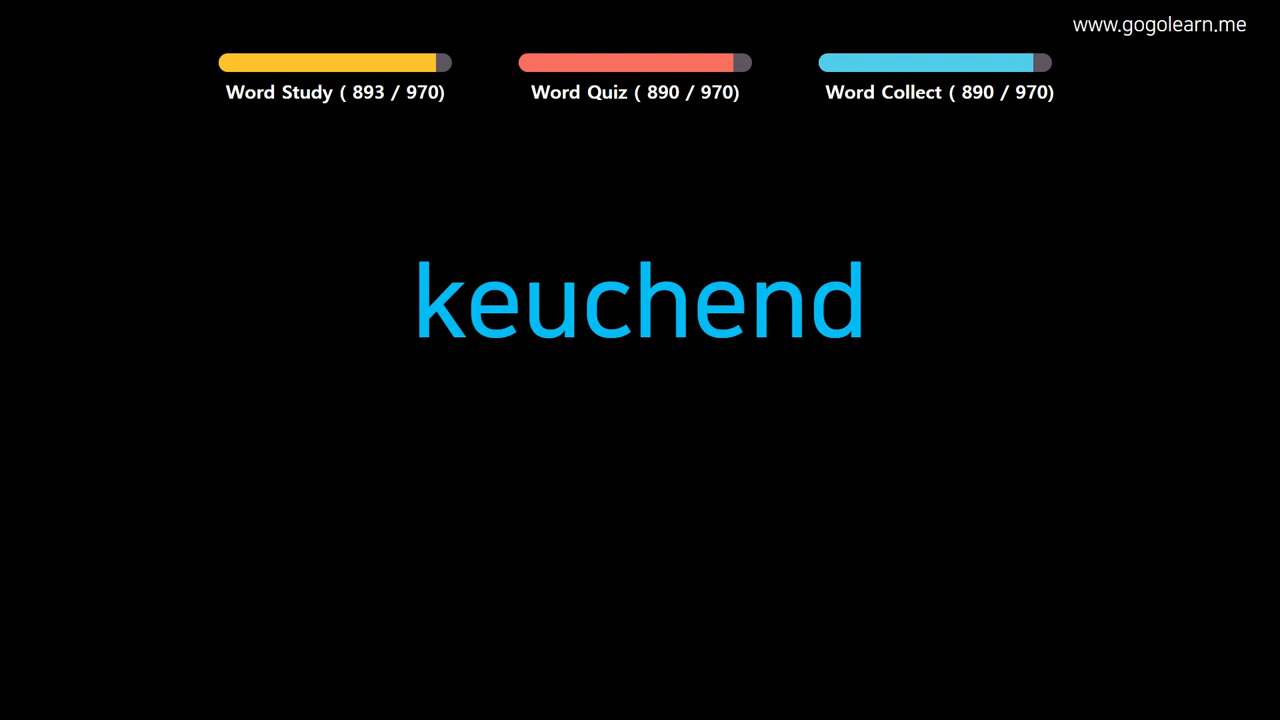 www.gogolearn.me
Word Study ( 893 / 970)
Word Quiz ( 890 / 970)
Word Collect ( 890 / 970)
keuchend